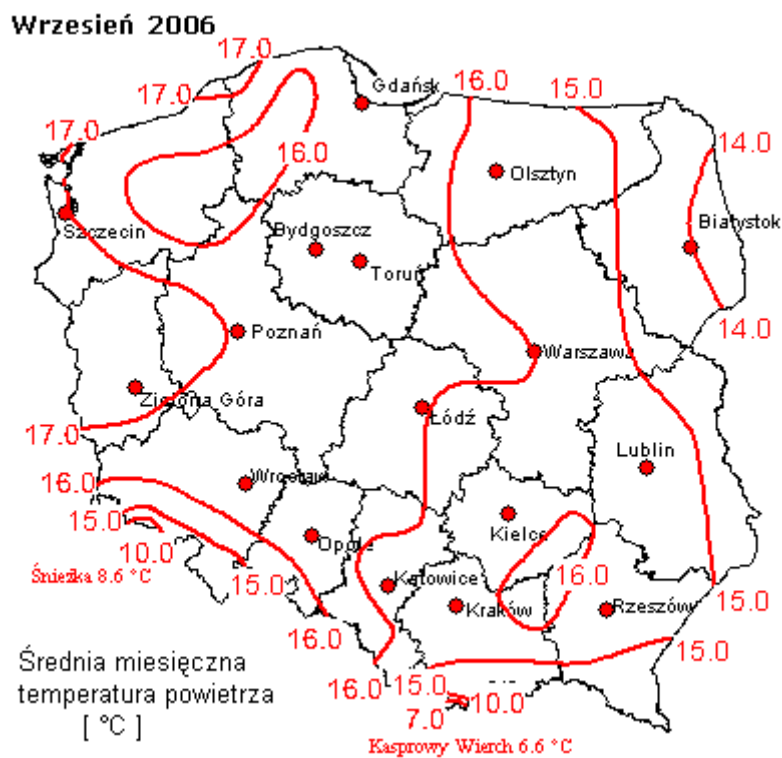 Wrzesień 2006
17.0
17.0
16.0
15.0
Gdańsk
17.0
14.0
16.0
Olsztyn
Szczecin
Bydgoszcz
Białystok
Toruń
14.0
Poznań
Warszawa
Zielona Góra
Łódź
17.0
Lublin
16.0
Wrocław
15.0
10.0
Opole
Kielce
Śnieżka 8.6 °C
15.0
Katowice
16.0
Kraków
Rzeszów
15.0
16.0
15.0
Średnia miesięczna
temperatura powietrza
[ °C ]
16.0
15.0
10.0
7.0
Kasprowy Wierch 6.6 °C